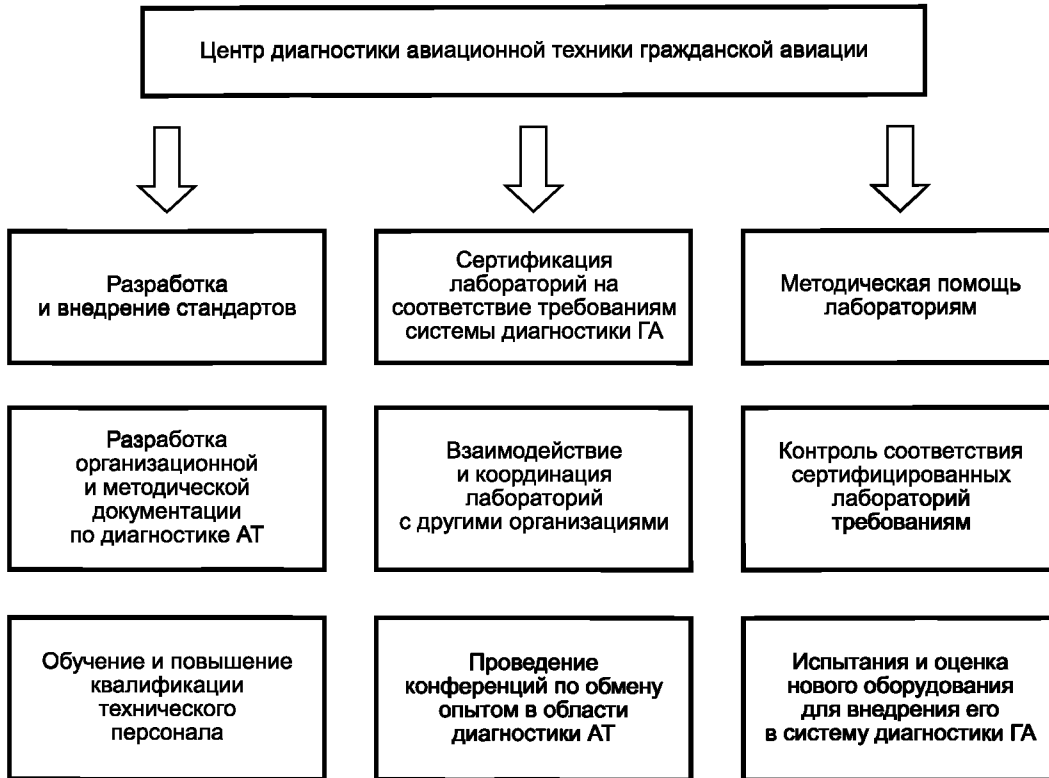 Центр диагностики авиационной техники гражданской авиации
Разработка
и внедрение стандартов
Сертификация
лабораторий на
соответствие требованиям
системы диагностики ГА
Методическая помощь
лабораториям
Разработка
организационной
и методической
документации
по диагностике АТ
Взаимодействие
и координация
лабораторий
с другими организациями
Контроль соответствия
сертифицированных
лабораторий
требованиям
Обучение и повышение
квалификации
технического
персонала
Проведение
конференций по обмену
опытом в области
диагностики АТ
Испытания и оценка
нового оборудования
для внедрения его
в систему диагностики ГА